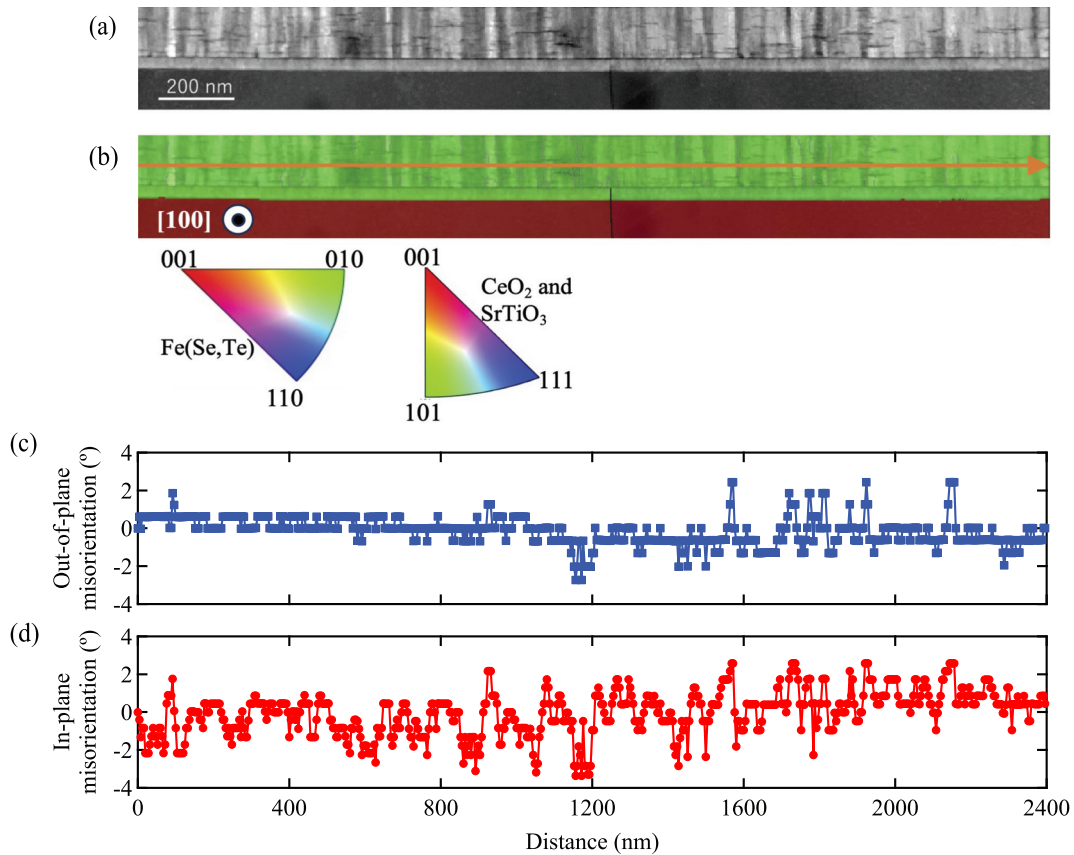 (a)
200 nm
(b)
[100]
001
010
Fe(Se,Te)
110
001
CeO₂ and
SrTiO₃
111
101
(c)
Out-of-plane
misorientation (º)
4
2
0
-2
-4
(d)
In-plane
misorientation (º)
4
2
0
-2
-4
0
400
800
1200
1600
2000
2400
Distance (nm)